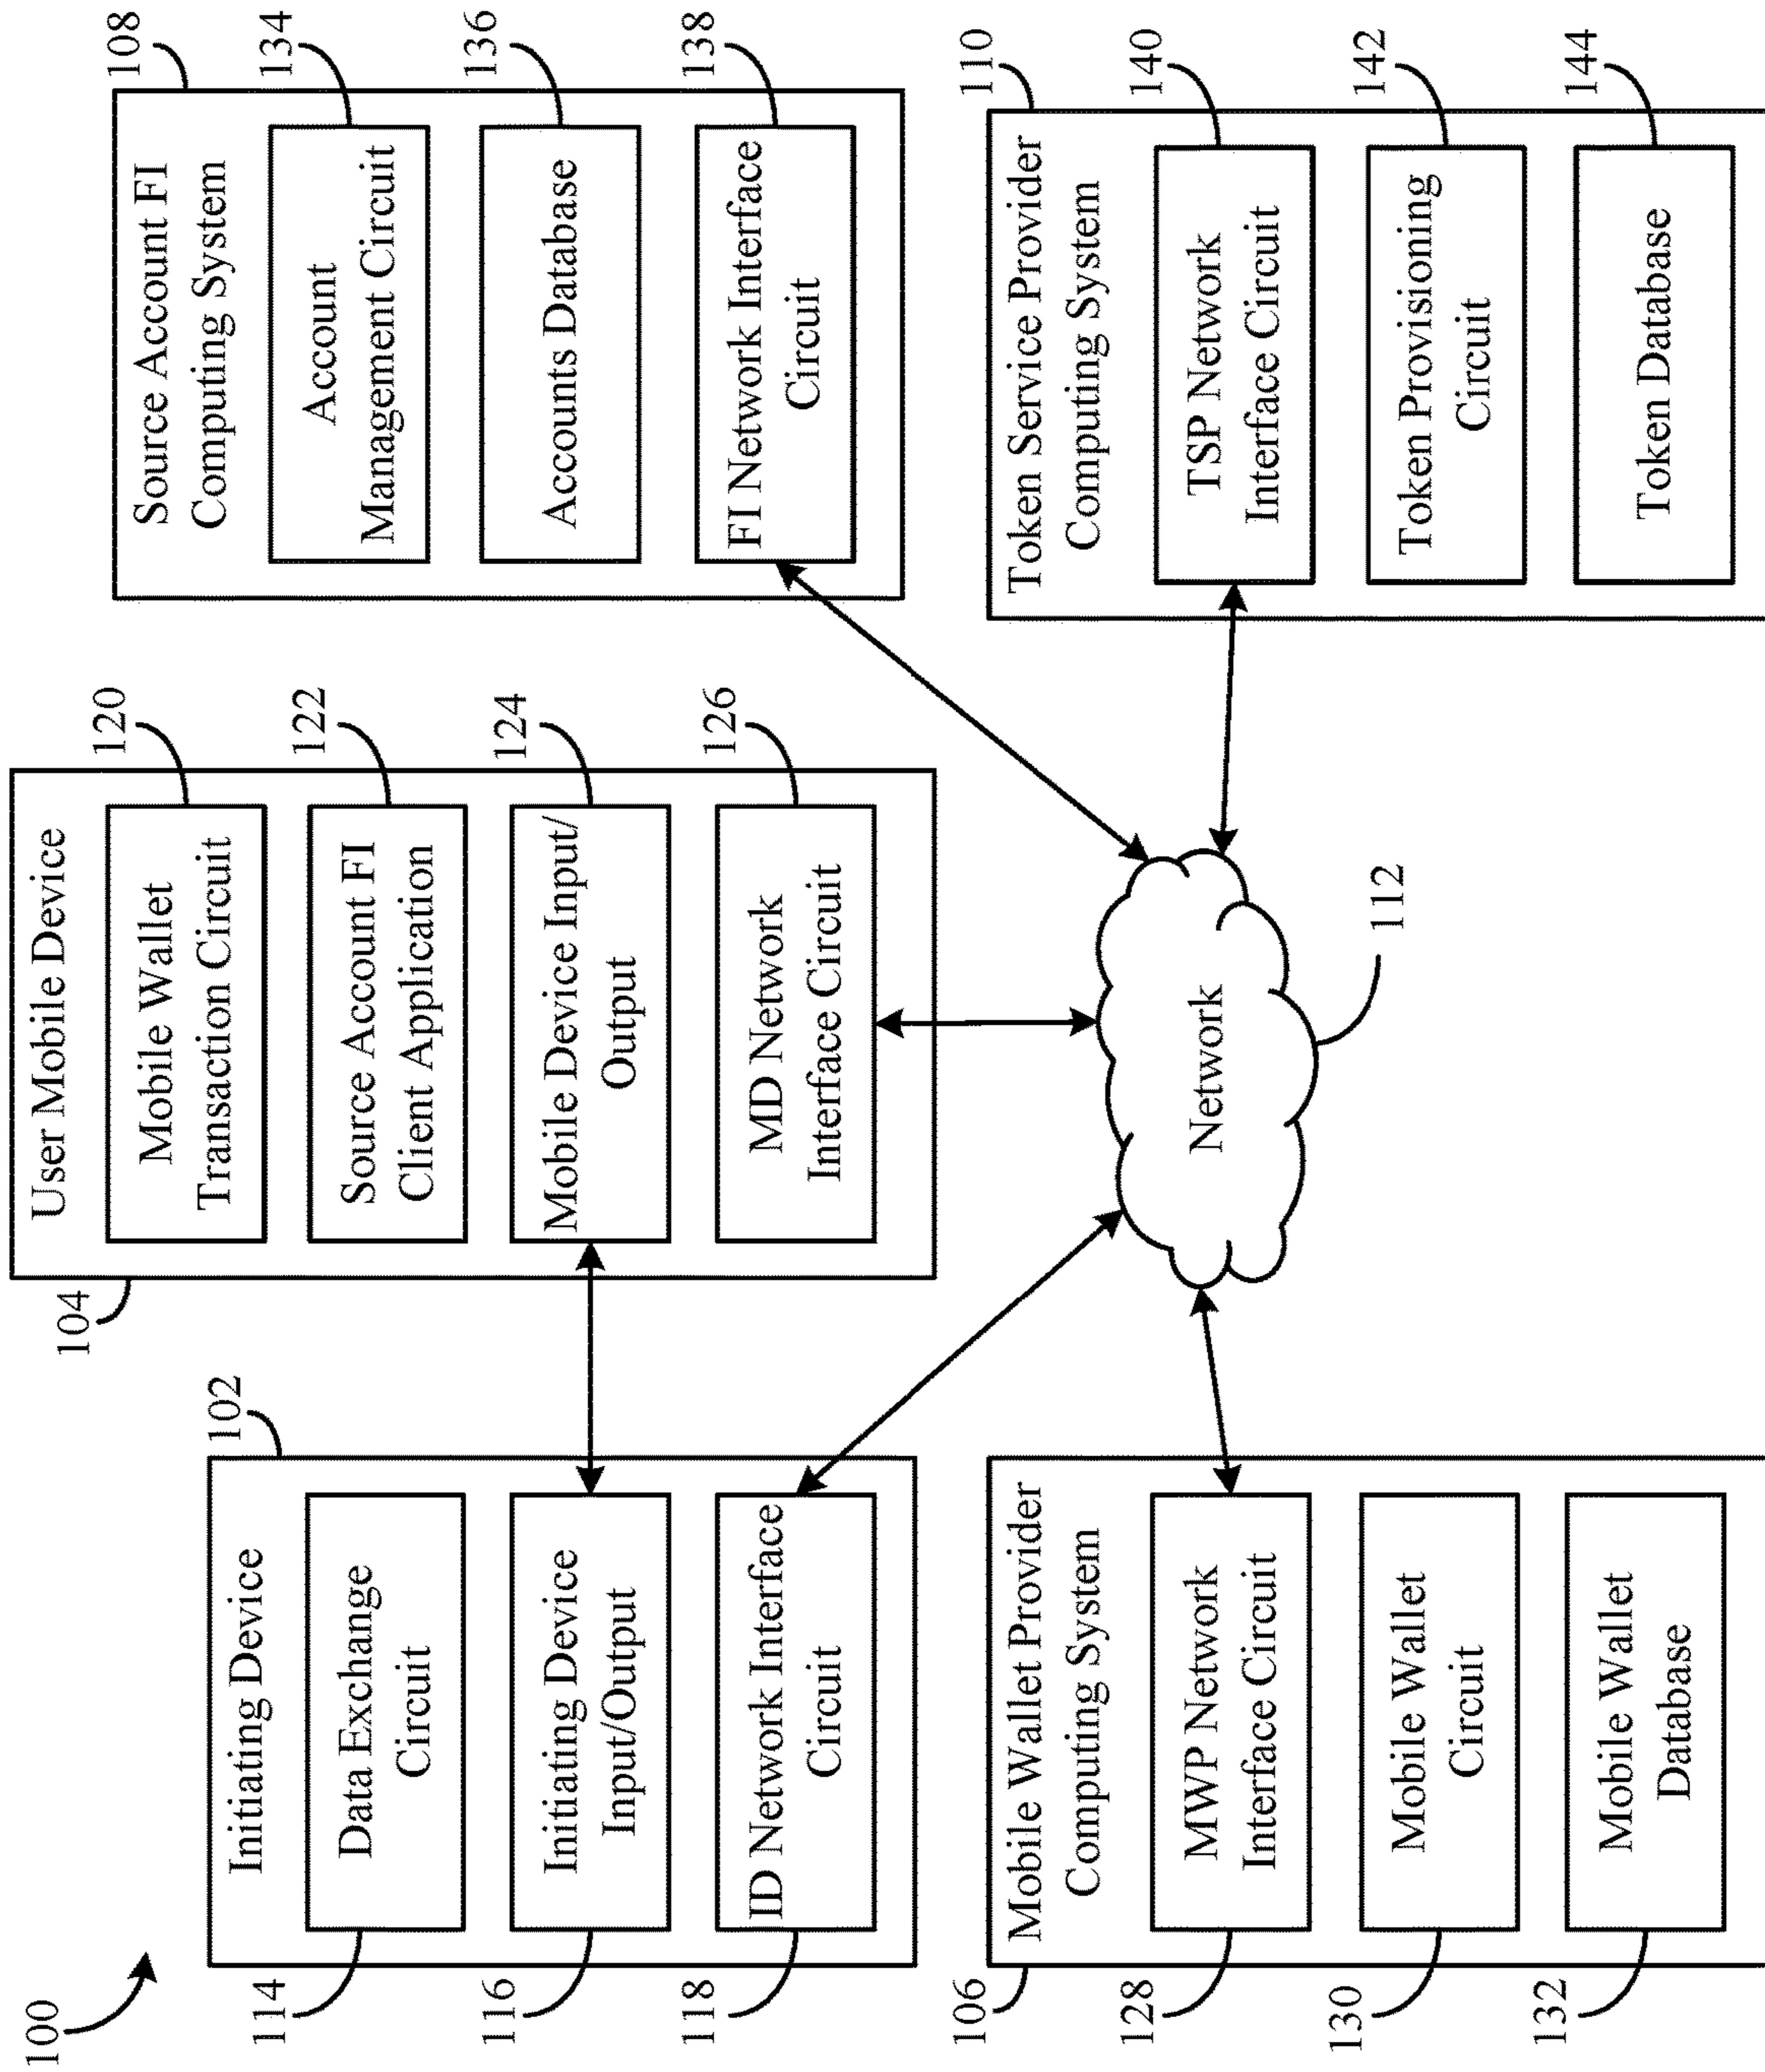 100
Initiating Device
102
Data Exchange
Circuit
114
Initiating Device
Input/Output
116
ID Network Interface
Circuit
118
User Mobile Device
104
Mobile Wallet
Transaction Circuit
120
Source Account FI
Client Application
122
Mobile Device Input/
Output
124
MD Network
Interface Circuit
126
Source Account FI
Computing System
108
Account
Management Circuit
134
Accounts Database
136
FI Network Interface
Circuit
138
Mobile Wallet Provider
Computing System
106
MWP Network
Interface Circuit
128
Mobile Wallet
Circuit
130
Mobile Wallet
Database
132
Network
112
Token Service Provider
Computing System
110
TSP Network
Interface Circuit
140
Token Provisioning
Circuit
142
Token Database
144